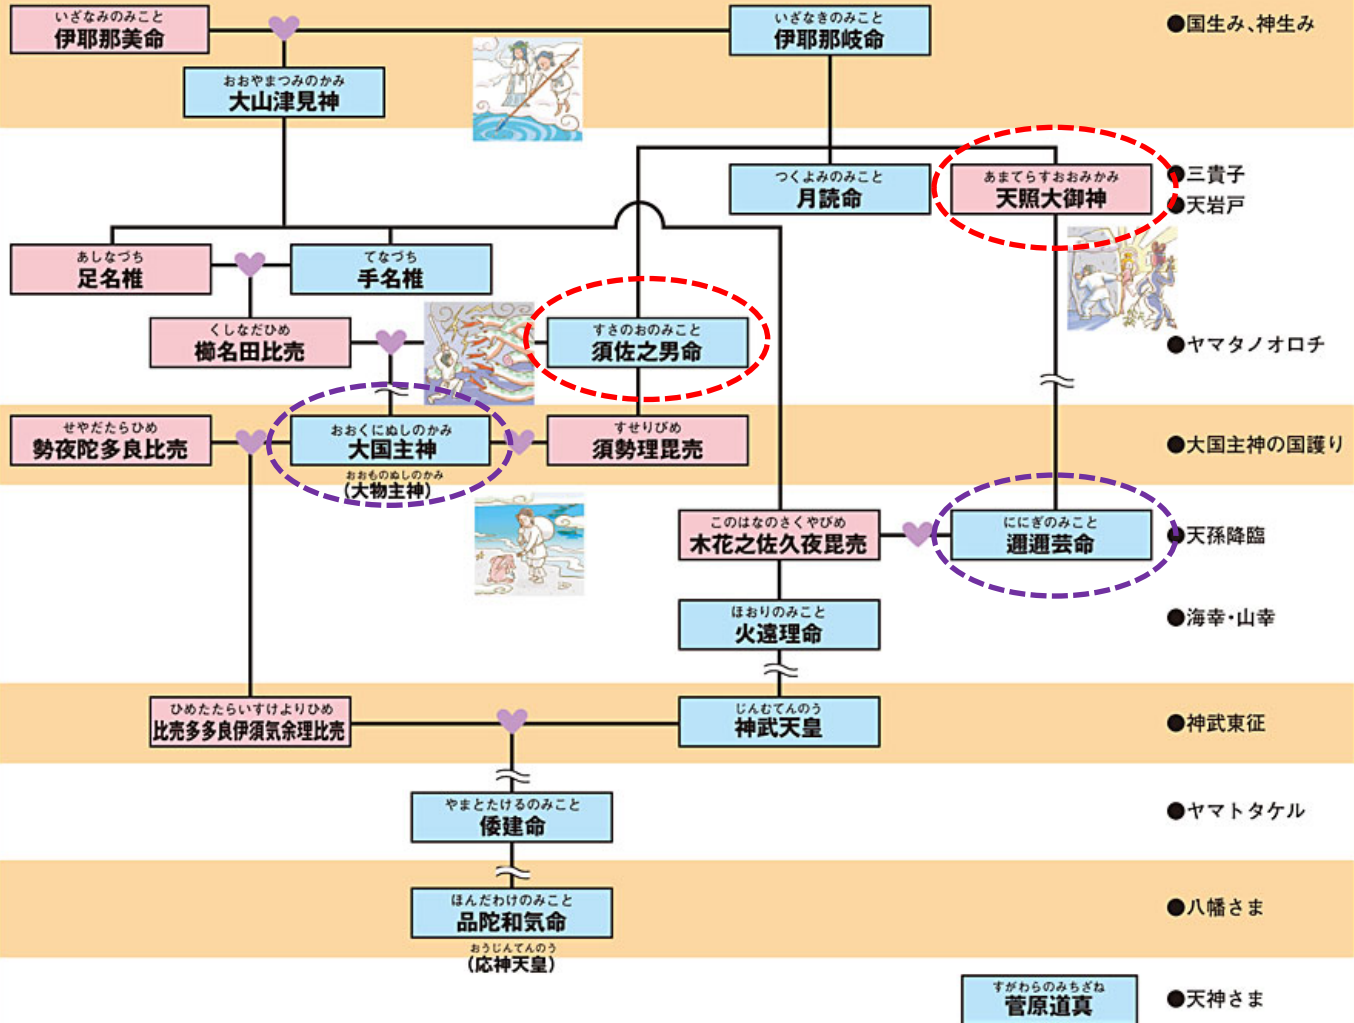 いざなみのみこと
伊耶那美命
いざなきのみこと
伊耶那岐命
●国生み、神生み
おおやまつみのかみ
大山津見神
つくよみのみこと
月読命
あまてらすおおみかみ
天照大御神
●三貴子
●天岩戸
あしなづち
足名椎
てなづち
手名椎
くしなだひめ
櫛名田比売
すさのおのみこと
須佐之男命
●ヤマタノオロチ
せやだたらひめ
勢夜陀多良比売
おおくにぬしのかみ
大国主神
おおものぬしのかみ
(大物主神)
すせりびめ
須勢理毘売
●大国主神の国護り
このはなのさくやびめ
木花之佐久夜毘売
ににぎのみこと
邇邇芸命
●天孫降臨
ほおりのみこと
火遠理命
●海幸・山幸
ひめたたらいすけよりひめ
比売多多良伊須気余理比売
じんむてんのう
神武天皇
●神武東征
やまとたけるのみこと
倭建命
●ヤマトタケル
ほんだわけのみこと
品陀和気命
おうじんてんのう
(応神天皇)
●八幡さま
すがわらのみちざね
菅原道真
●天神さま